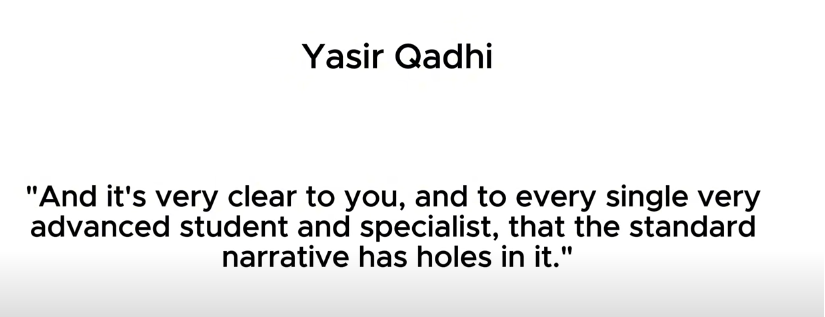 Yasir Qadhi
"And it's very clear to you, and to every single very
advanced student and specialist, that the standard
narrative has holes in it."